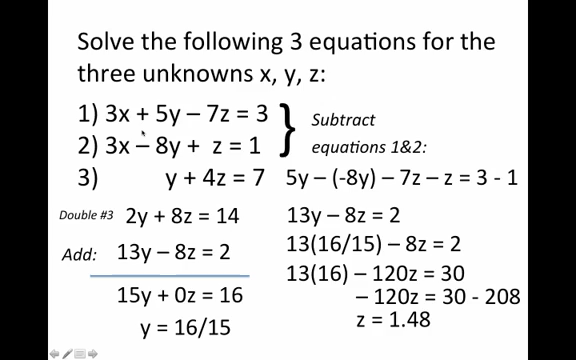 Solve the following 3 equations for the
three unknowns x, y, z:
1) 3x + 5y – 7z = 3
2) 3x – 8y + z = 1
3) y + 4z = 7
Subtract
equations 1&2:
5y – (-8y) – 7z – z = 3 - 1
Double #3 2y + 8z = 14
Add: 13y – 8z = 2
15y + 0z = 16
y = 16/15
13y – 8z = 2
13(16/15) – 8z = 2
13(16) – 120z = 30
– 120z = 30 - 208
z = 1.48